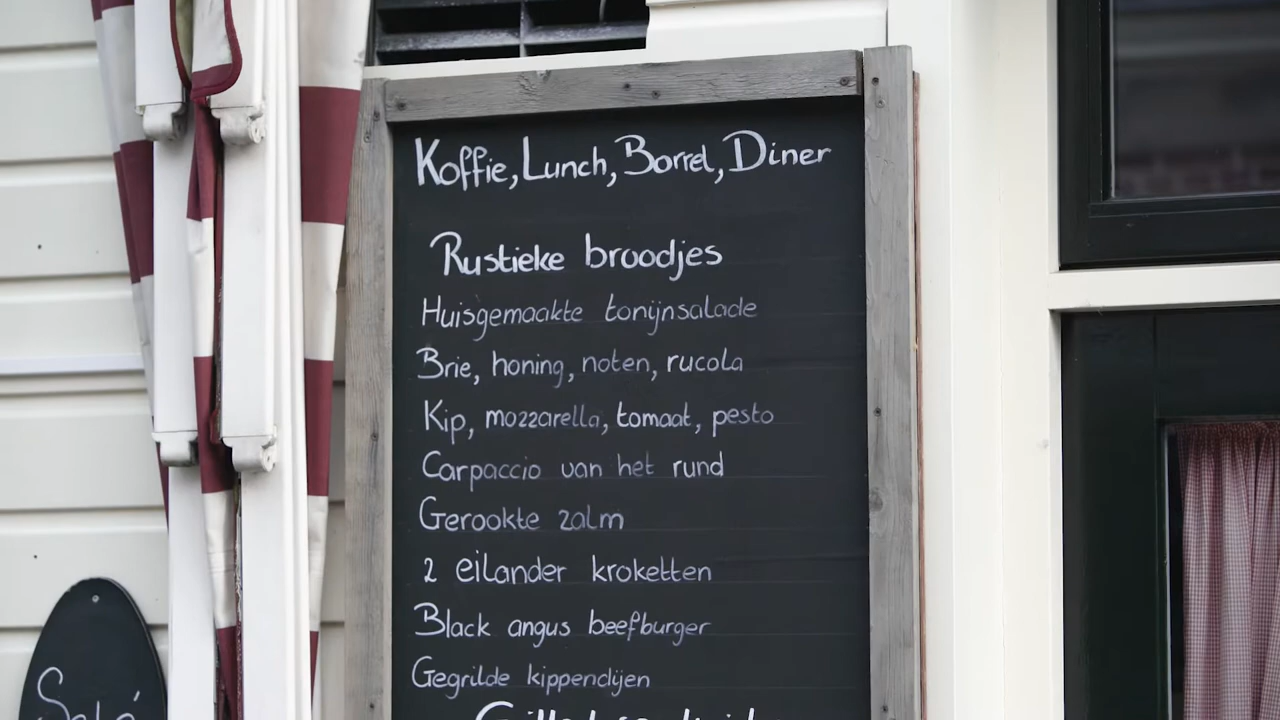 Koffie, Lunch, Borrel, Diner
Rustieke broodjes
Huisgemaakte tonijnsalade
Brie, honing, noten, rucola
Kip, mozzarella, tomaat, pesto
Carpaccio van het rund
Gerookte zalm
2 eilander kroketten
Black angus beefburger
Gegrilde kippendijen